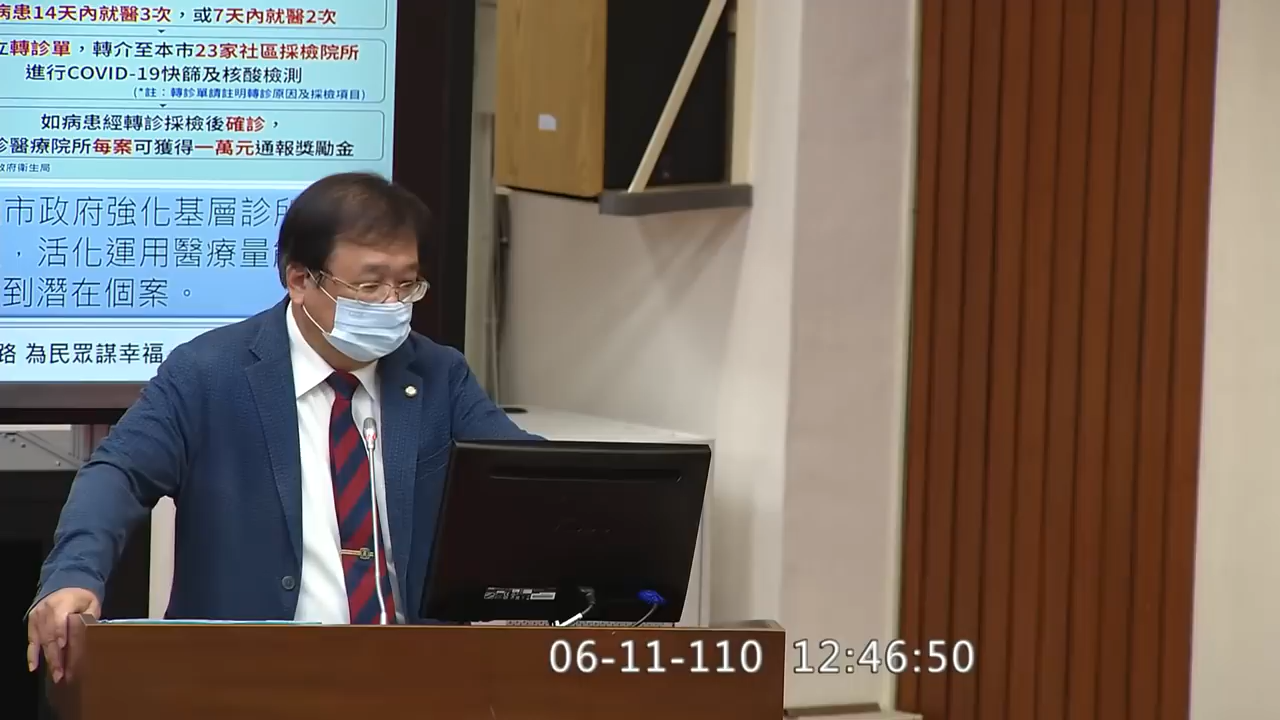 病患14天內就醫3次，或7天內就醫2次
立轉診單，轉介至本市23家社區採檢院所
進行COVID-19快篩及核酸檢測
(*註：轉診單請註明轉診原因及採檢項目)
如病患經轉診採檢後確診，
診醫療院所每案可獲得一萬元通報獎勵金
政府衛生局
市政府強化基層診所
，活化運用醫療量能
到潛在個案。
路 為民眾謀幸福
06-11-110 12:46:50